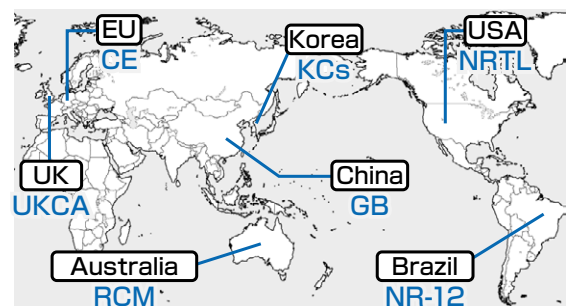 EU
CE
Korea
KCs
USA
NRTL
UK
UKCA
China
GB
Australia
RCM
Brazil
NR-12